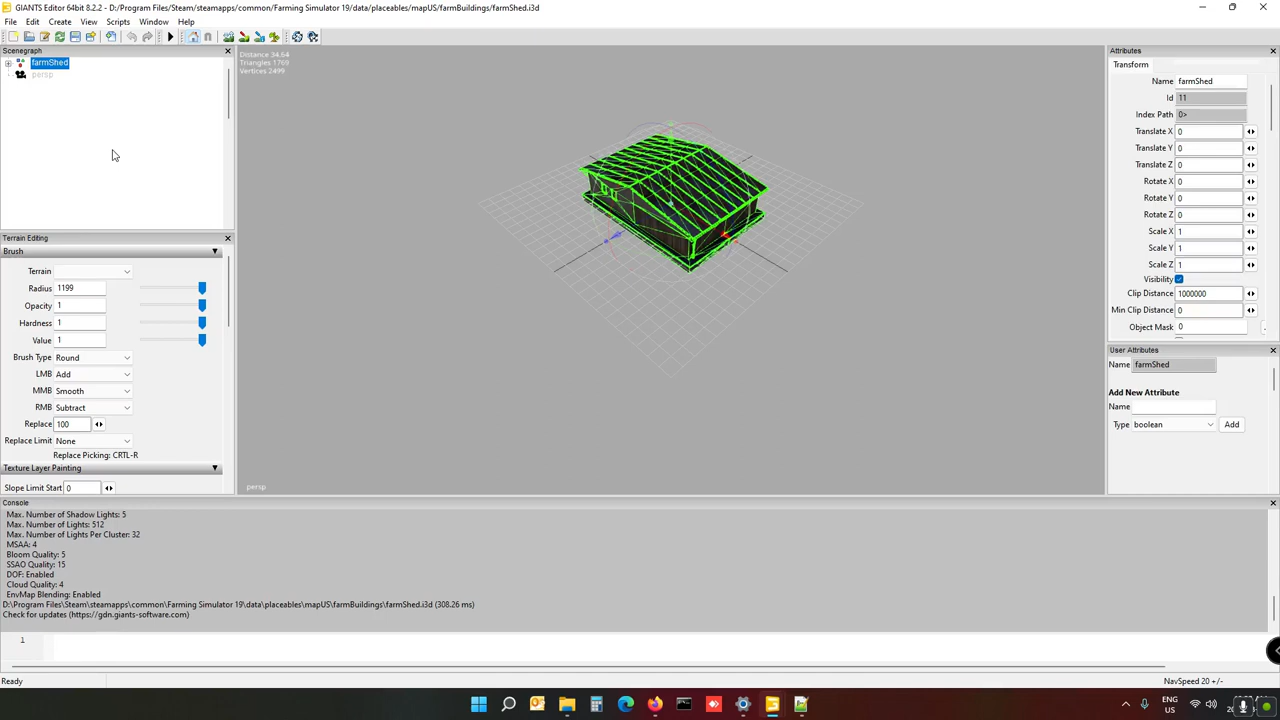 GIANTS Editor 64bit 8.2.2 - D:/Program Files/Steam/steamapps/common/Farming Simulator 19/data/placeables/mapUS/farmBuildings/farmShed.i3d
File Edit Create View Scripts Window Help
Scenegraph
farmShed
persp
Distance 34.64
Triangles 1769
Vertices 2499
persp
Terrain Editing
Brush
Terrain
Radius 1199
Opacity 1
Hardness 1
Value 1
Brush Type Round
LMB Add
MMB Smooth
RMB Subtract
Replace 100
Replace Limit None
Replace Picking: CRTL-R
Texture Layer Painting
Slope Limit Start 0
Attributes
Transform
Name farmShed
Id 11
Index Path 0>
Translate X 0
Translate Y 0
Translate Z 0
Rotate X 0
Rotate Y 0
Rotate Z 0
Scale X 1
Scale Y 1
Scale Z 1
Visibility
Clip Distance 1000000
Min Clip Distance 0
Object Mask 0
User Attributes
Name farmShed
Add New Attribute
Name
Type boolean Add
Console
Max. Number of Shadow Lights: 5
Max. Number of Lights: 512
Max. Number of Lights Per Cluster: 32
MSAA: 4
Bloom Quality: 5
SSAO Quality: 15
DOF: Enabled
Cloud Quality: 4
EnvMap Blending: Enabled
D:\Program Files\Steam\steamapps\common\Farming Simulator 19\data\placeables\mapUS\farmBuildings\farmShed.i3d (308.26 ms)
Check for updates (https://gdn.giants-software.com)
1
Ready
NavSpeed 20 +/-
ENG
US